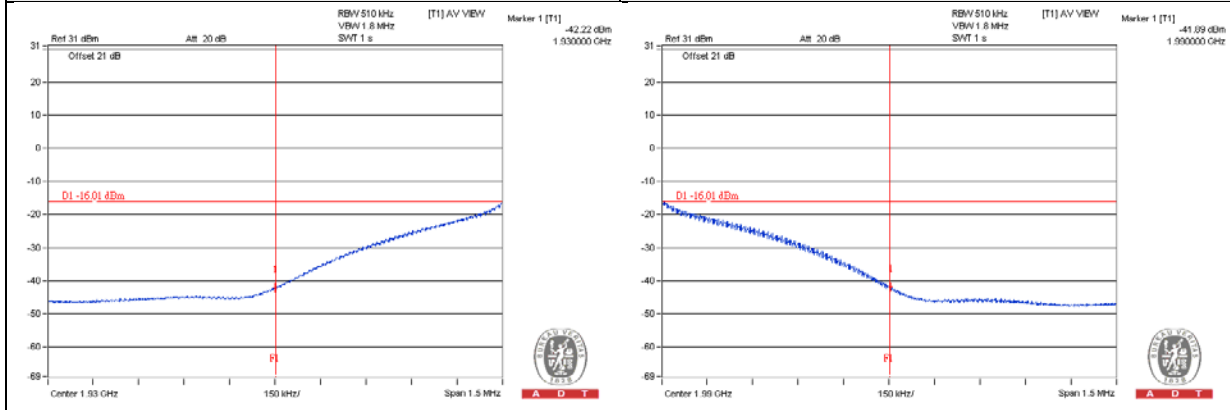 RBW 510 kHz
[T1] AV VIEW
Marker 1 [T1]
VBW 1.8 MHz
-42.22 dBm
Ref 31 dBm
Att 20 dB
SWT 1 s
1.930000 GHz
31
Offset 21 dB
20
10
0
-10
D1 -16.01 dBm
-20
-30
1
-40
-50
-60
F1
-69
Center 1.93 GHz
150 kHz/
Span 1.5 MHz
BUREAU VERITAS
1828
A D T
RBW 510 kHz
[T1] AV VIEW
Marker 1 [T1]
VBW 1.8 MHz
-41.89 dBm
Ref 31 dBm
Att 20 dB
SWT 1 s
1.990000 GHz
31
Offset 21 dB
20
10
0
-10
D1 -16.01 dBm
-20
-30
1
-40
-50
-60
F1
-69
Center 1.99 GHz
150 kHz/
Span 1.5 MHz
BUREAU VERITAS
1828
A D T